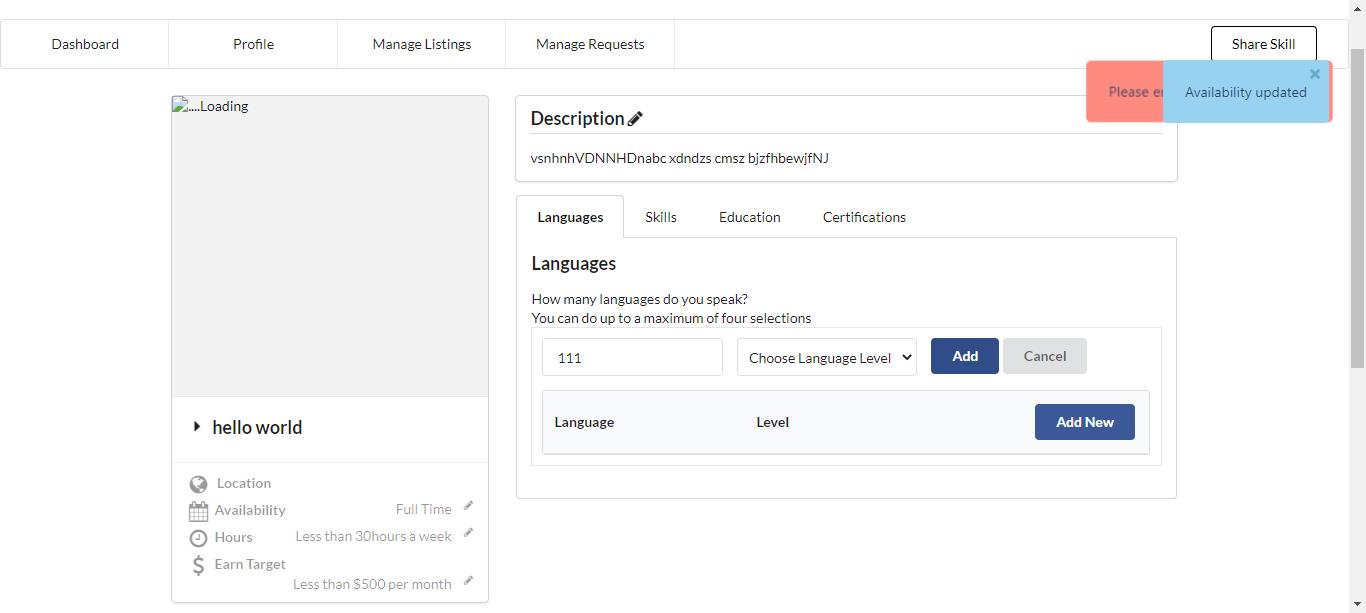 Dashboard
Profile
Manage Listings
Manage Requests
Share Skill
Please
Availability updated
....Loading
Description
vsnhnhVDNNHDnabc xdndzs cmsz bjzfhbewjfNJ
Languages
Skills
Education
Certifications
Languages
How many languages do you speak?
You can do up to a maximum of four selections
111
Choose Language Level
Add
Cancel
Language
Level
Add New
hello world
Location
Availability
Full Time
Hours
Less than 30hours a week
Earn Target
Less than $500 per month